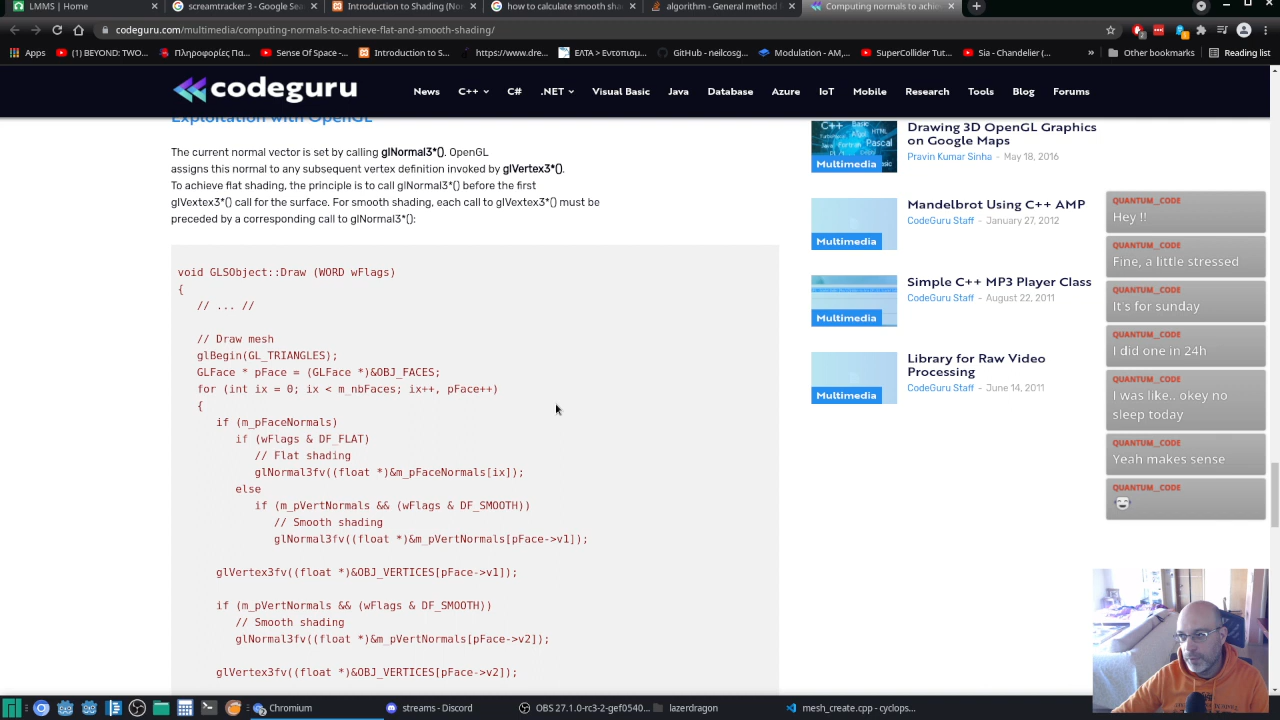 LMMS | Home
screamtracker 3 - Google Sea
Introduction to Shading (Nor
how to calculate smooth sha
algorithm - General method f
Computing normals to achie
codeguru.com/multimedia/computing-normals-to-achieve-flat-and-smooth-shading/
Apps
(1) BEYOND: TWO...
Πληροφορίες Πα...
Sense Of Space -...
Introduction to S...
http://www.dre...
ΕΛΤΑ > Εντοπισμ...
GitHub - neilcosg...
Modulation - AM,...
SuperCollider Tut...
Sia - Chandelier (...
Other bookmarks
Reading list
codeguru
News
C++
C#
.NET
Visual Basic
Java
Database
Azure
IoT
Mobile
Research
Tools
Blog
Forums
Exploitation with OpenGL
The current normal vector is set by calling glNormal3*(). OpenGL
assigns this normal to any subsequent vertex definition invoked by glVertex3*().
To achieve flat shading, the principle is to call glNormal3*() before the first
glVextex3*() call for the surface. For smooth shading, each call to glVextex3*() must be
preceded by a corresponding call to glNormal3*():
void GLSObject::Draw (WORD wFlags)
{
// ... //
// Draw mesh
glBegin(GL_TRIANGLES);
GLFace * pFace = (GLFace *)&OBJ_FACES;
for (int ix = 0; ix < m_nbFaces; ix++, pFace++)
{
if (m_pFaceNormals)
if (wFlags & DF_FLAT)
// Flat shading
glNormal3fv((float *)&m_pFaceNormals[ix]);
else
if (m_pVertNormals && (wFlags & DF_SMOOTH))
// Smooth shading
glNormal3fv((float *)&m_pVertNormals[pFace->v1]);
glVertex3fv((float *)&OBJ_VERTICES[pFace->v1]);
if (m_pVertNormals && (wFlags & DF_SMOOTH))
// Smooth shading
glNormal3fv((float *)&m_pVertNormals[pFace->v2]);
glVertex3fv((float *)&OBJ_VERTICES[pFace->v2]);
Multimedia
Drawing 3D OpenGL Graphics
on Google Maps
Pravin Kumar Sinha - May 18, 2016
Multimedia
Mandelbrot Using C++ AMP
CodeGuru Staff - January 27, 2012
Multimedia
Simple C++ MP3 Player Class
CodeGuru Staff - August 22, 2011
Multimedia
Library for Raw Video
Processing
CodeGuru Staff - June 14, 2011
QUANTUM_CODE
Hey !!
QUANTUM_CODE
Fine, a little stressed
QUANTUM_CODE
It's for sunday
QUANTUM_CODE
I did one in 24h
QUANTUM_CODE
I was like.. okey no
sleep today
QUANTUM_CODE
Yeah makes sense
QUANTUM_CODE
Chromium
streams - Discord
OBS 27.1.0-rc3-2-gef0540...
lazerdragon
mesh_create.cpp - cyclops...